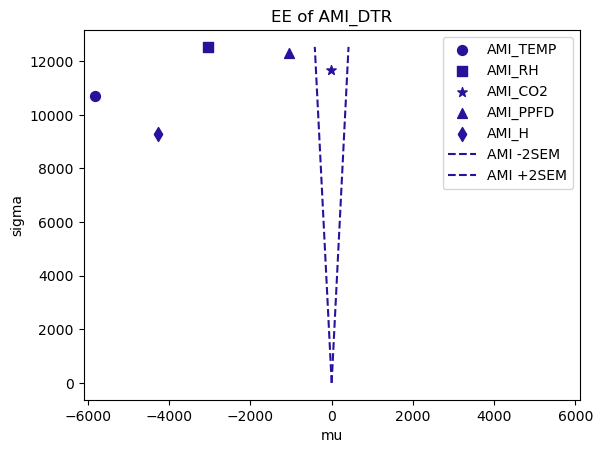 EE of AMI_DTR
12000
10000
8000
6000
4000
2000
0
sigma
−6000
−4000
−2000
0
2000
4000
6000
mu
AMI_TEMP
AMI_RH
AMI_CO2
AMI_PPFD
AMI_H
AMI -2SEM
AMI +2SEM